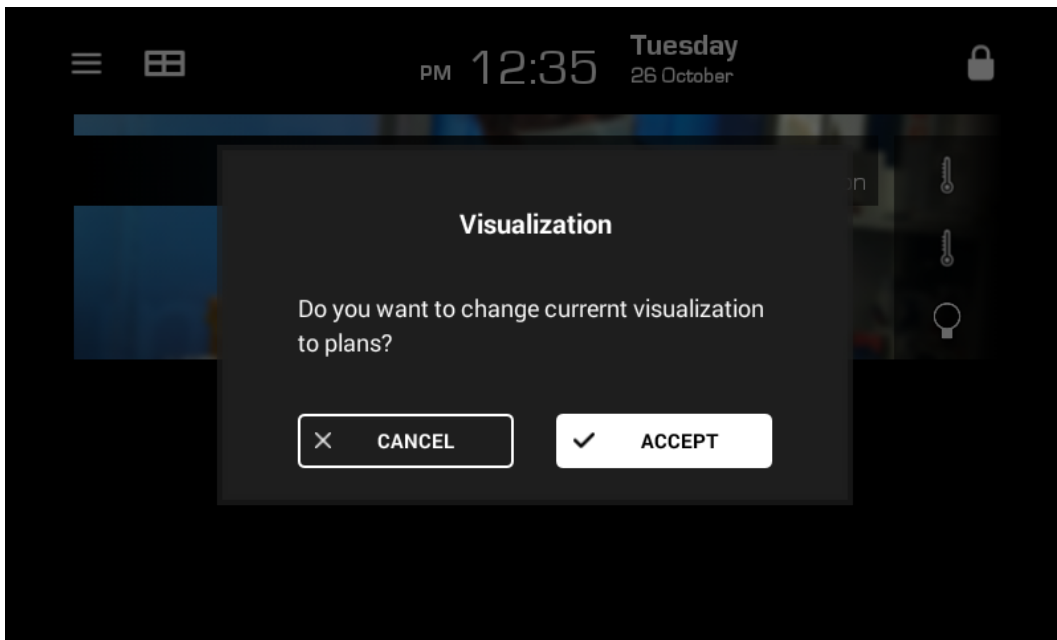 PM 12:35 Tuesday
26 October
Visualization
Do you want to change currernt visualization
to plans?
CANCEL ACCEPT